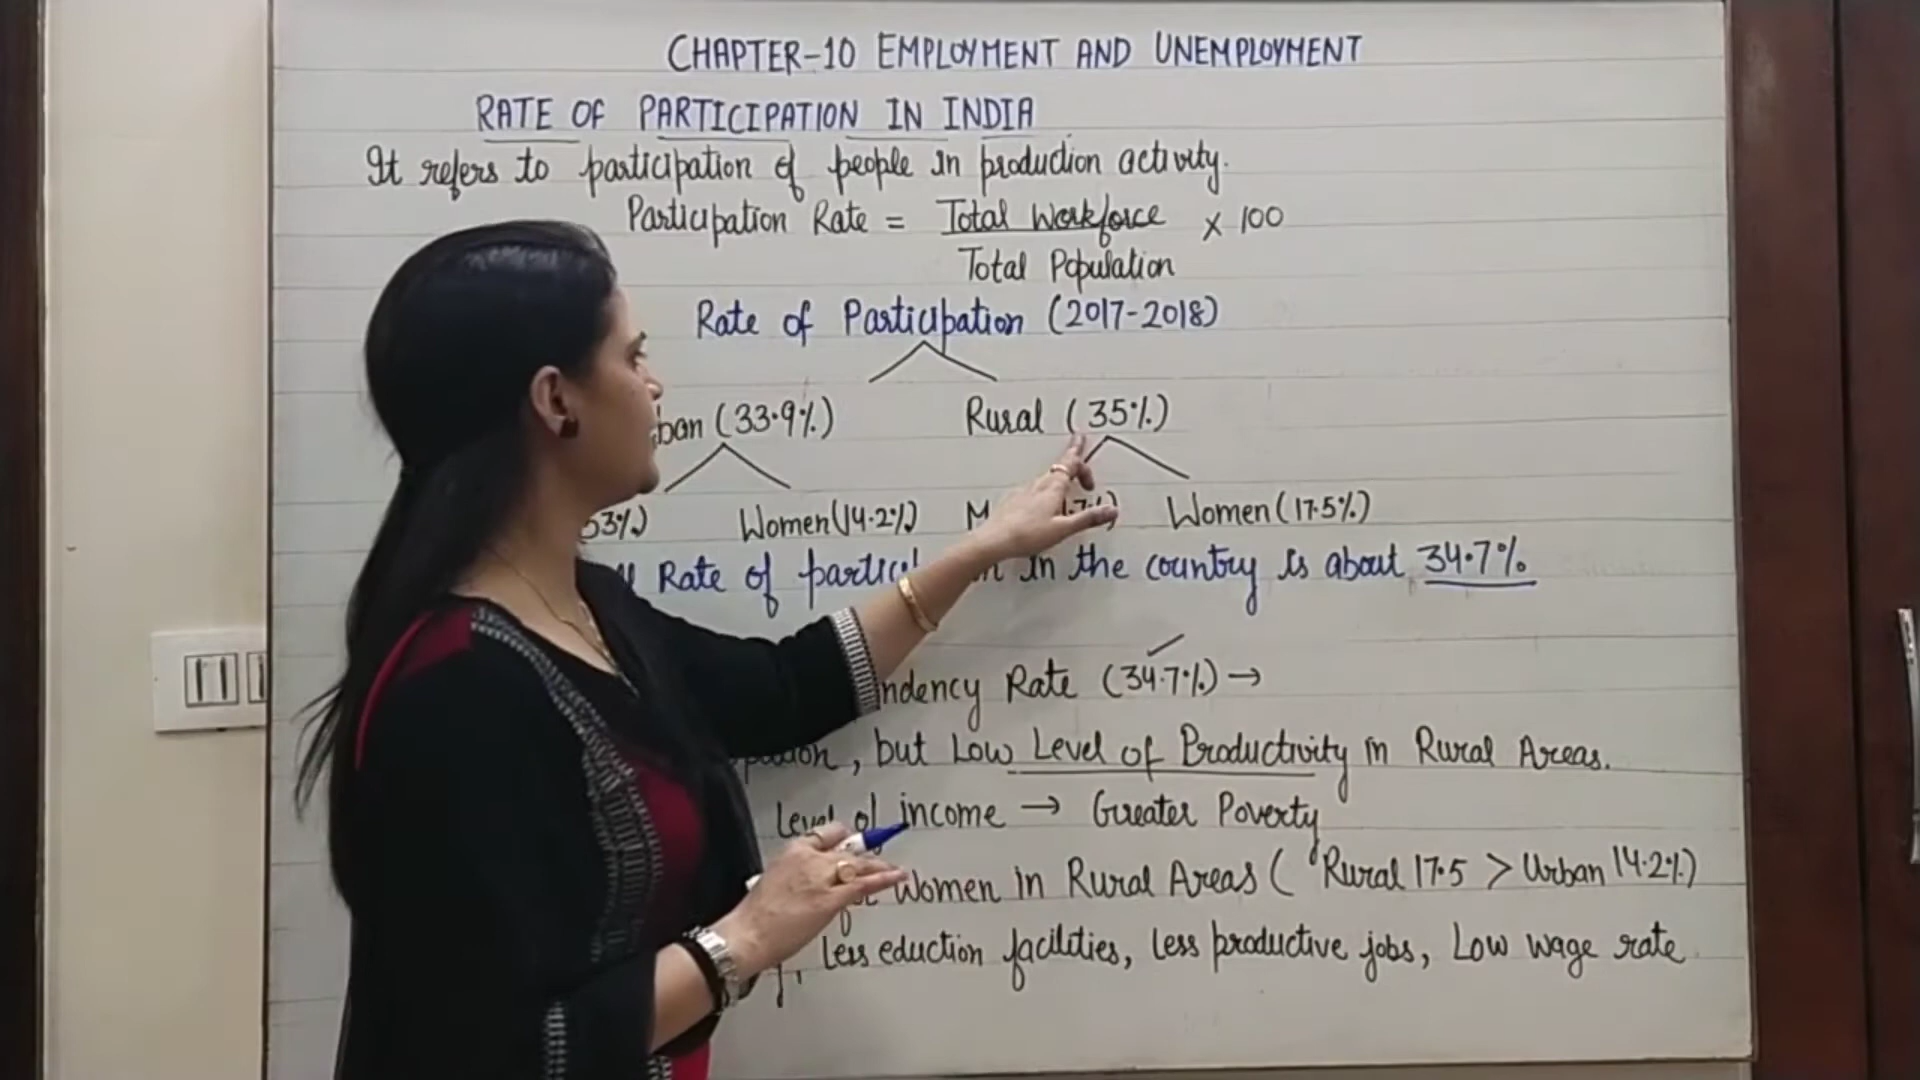 CHAPTER-10 EMPLOYMENT AND UNEMPLOYMENT
RATE OF PARTICIPATION IN INDIA
It refers to participation of people in production activity.
Participation Rate = Total Workforce × 100
Total Population
Rate of Participation (2017-2018)
ban (33.9%) Rural (35%)
53%) Women (14.2%) M 7%) Women (17.5%)
Rate of in the country is about 34.7%.
ndency Rate (34.7%) →
, but Low Level of Productivity in Rural Areas.
Level of income → Greater Poverty
Women in Rural Areas ( Rural 17.5 > Urban 14.2%)
, Less eduction facilities, less productive jobs, Low wage rate